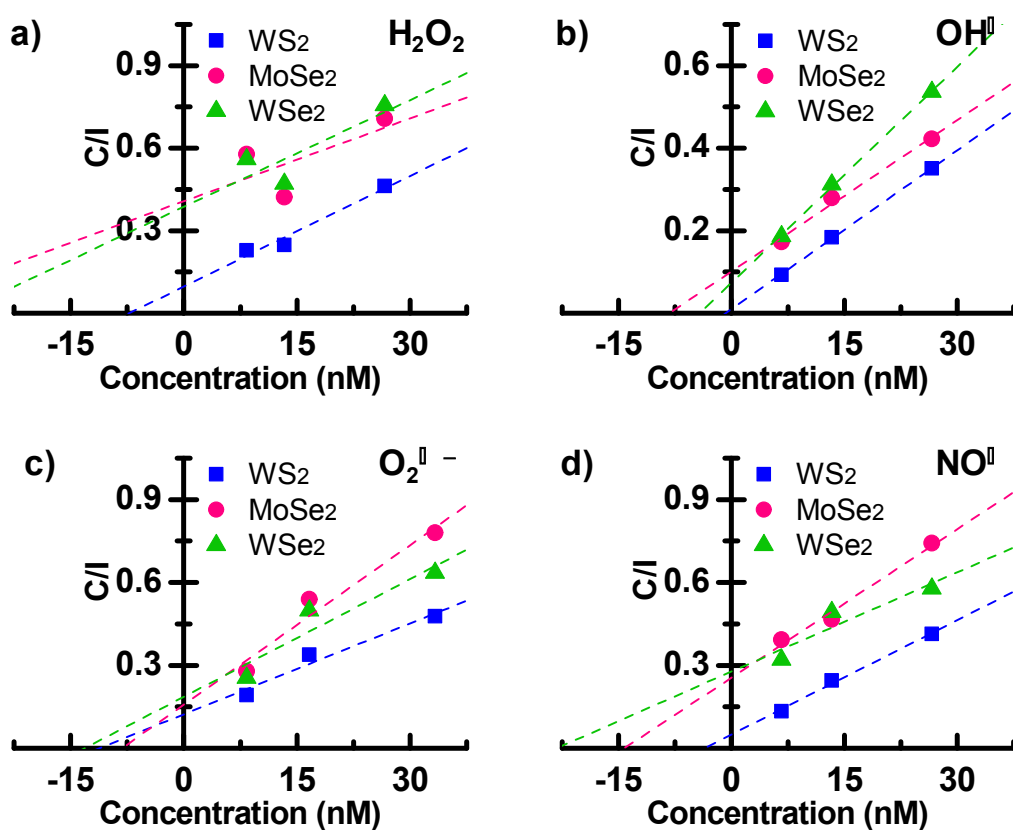 a) H₂O₂
WS2
MoSe2
WSe2
C/I
0.9
0.6
0.3
-15 0 15 30
Concentration (nM)
b) OH▯
WS2
MoSe2
WSe2
C/I
0.6
0.4
0.2
-15 0 15 30
Concentration (nM)
c) O₂▯ −
WS2
MoSe2
WSe2
C/I
0.9
0.6
0.3
-15 0 15 30
Concentration (nM)
d) NO▯
WS2
MoSe2
WSe2
C/I
0.9
0.6
0.3
-15 0 15 30
Concentration (nM)